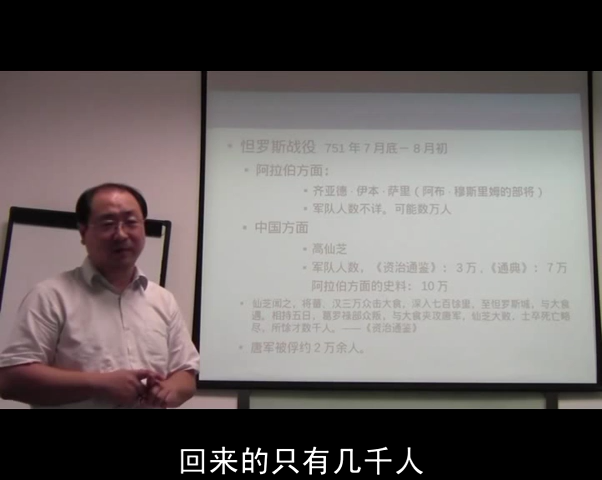 怛罗斯战役 751 年 7 月底 – 8 月初
阿拉伯方面：
齐亚德 · 伊本 · 萨里（阿布 · 穆斯里姆的部将）
军队人数不详。可能数万人
中国方面
高仙芝
军队人数，《资治通鉴》： 3 万，《通典》： 7 万
阿拉伯方面的史料： 10 万
仙芝闻之，将蕃、汉三万众击大食，深入七百馀里，至恒罗斯城，与大食
遇。相持五日，葛罗禄部众叛，与大食夹攻唐军，仙芝大败，士卒死亡略
尽，所馀才数千人。——《资治通鉴》
唐军被俘约 2 万余人。
回来的只有几千人